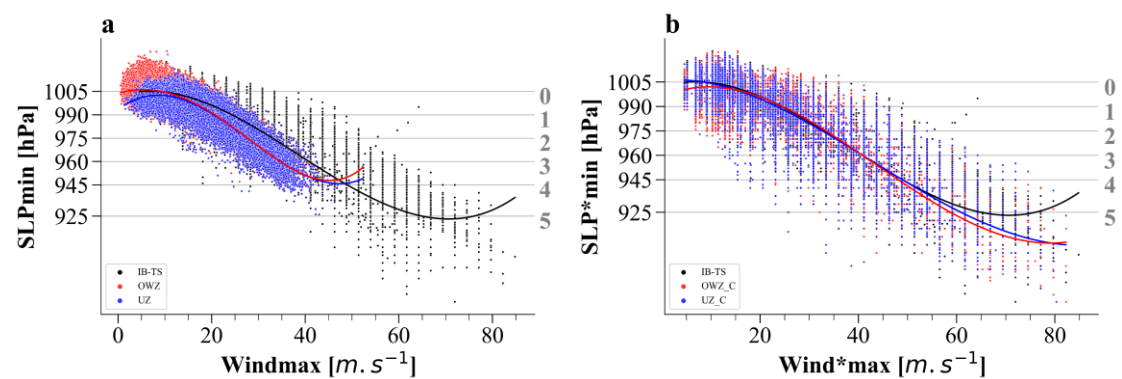 a
SLPmin [hPa]
1005
990
975
960
945
925
0
1
2
3
4
5
IB-TS
OWZ
UZ
0
20
40
60
80
Windmax [m.s⁻¹]
b
SLP*min [hPa]
1005
990
975
960
945
925
0
1
2
3
4
5
IB-TS
OWZ_C
UZ_C
20
40
60
80
Wind*max [m.s⁻¹]